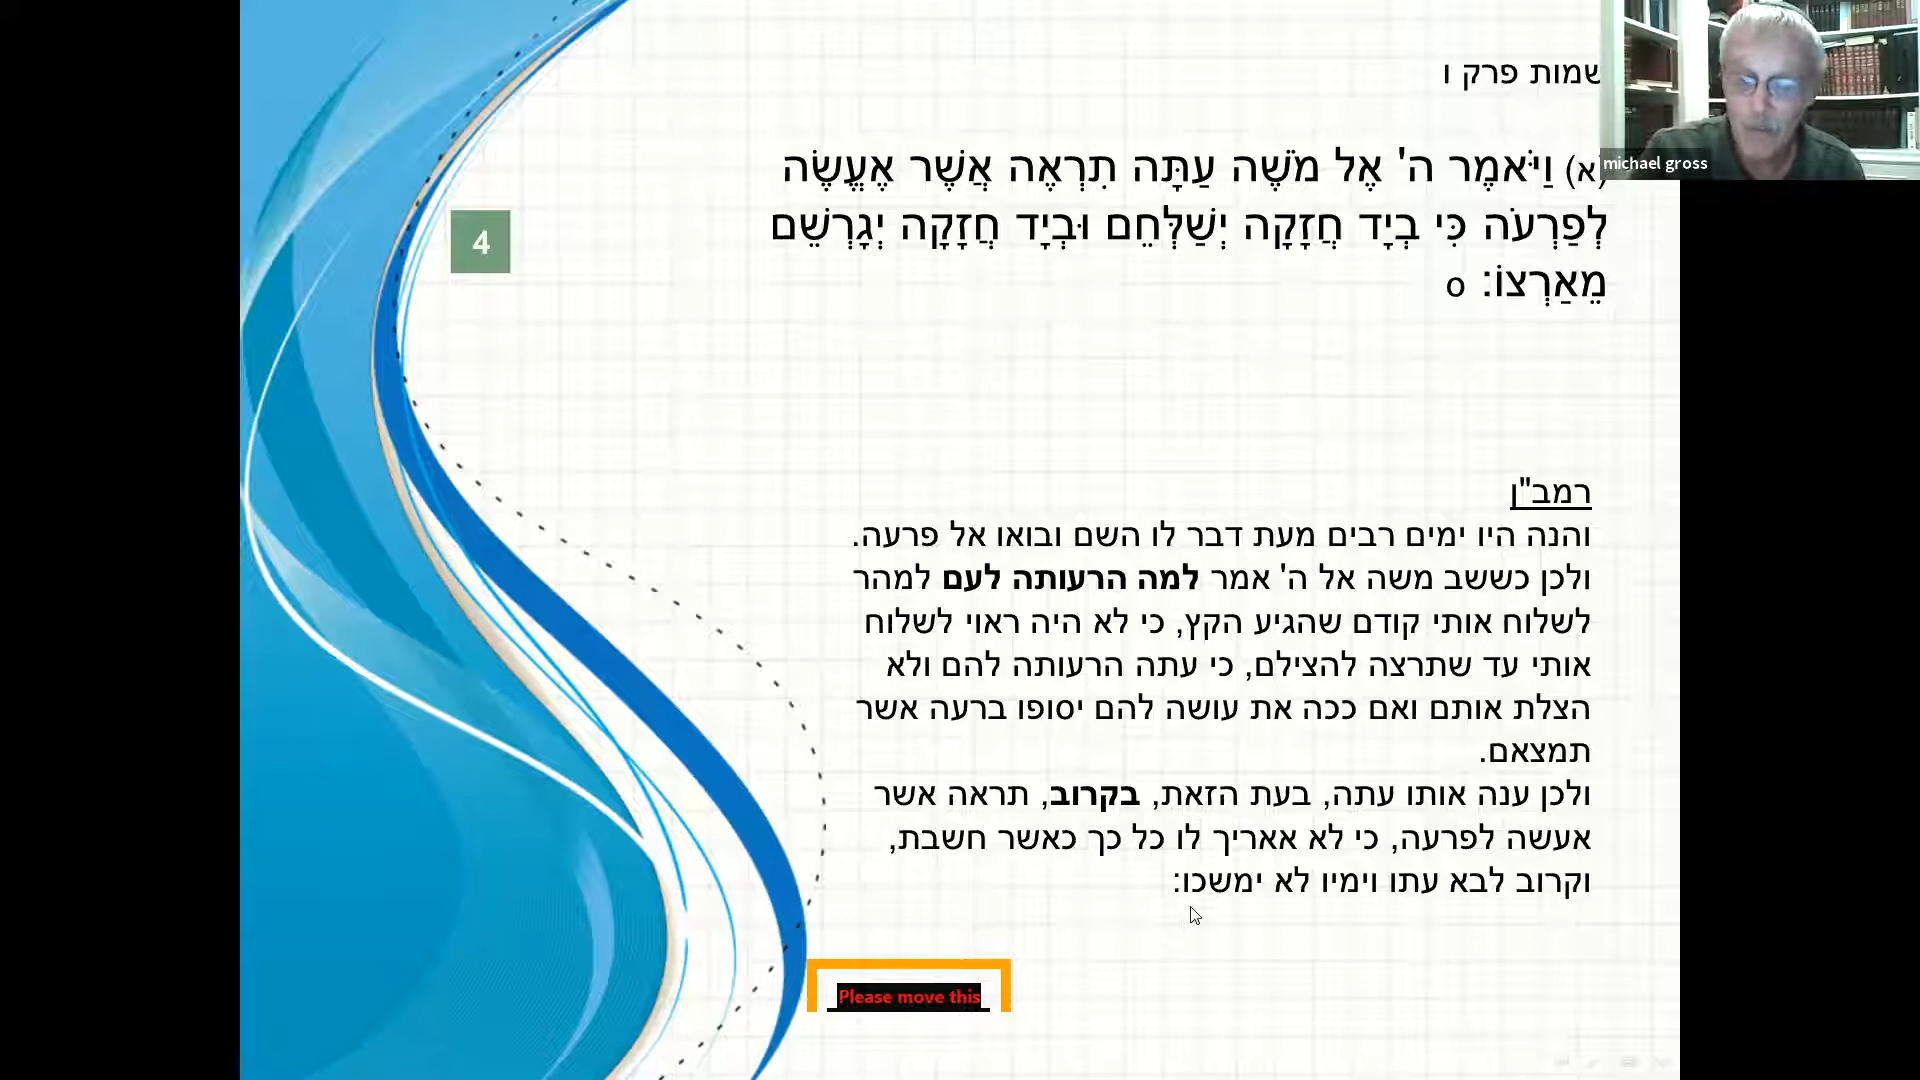 שמות פרק ו
(א) וַיֹּאמֶר ה' אֶל מֹשֶׁה עַתָּה תִרְאֶה אֲשֶׁר אֶעֱשֶׂה
לְפַרְעֹה כִּי בְיָד חֲזָקָה יְשַׁלְּחֵם וּבְיָד חֲזָקָה יְגָרְשֵׁם
מֵאַרְצוֹ: ס
4
michael gross
רמב"ן
והנה היו ימים רבים מעת דבר לו השם ובואו אל פרעה.
ולכן כששב משה אל ה' אמר למה הרעותה לעם למהר
לשלוח אותי קודם שהגיע הקץ, כי לא היה ראוי לשלוח
אותי עד שתרצה להצילם, כי עתה הרעותה להם ולא
הצלת אותם ואם ככה את עושה להם יסופו ברעה אשר
תמצאם.
ולכן ענה אותו עתה, בעת הזאת, בקרוב, תראה אשר
אעשה לפרעה, כי לא אאריך לו כל כך כאשר חשבת,
וקרוב לבא עתו וימיו לא ימשכו:
Please move this